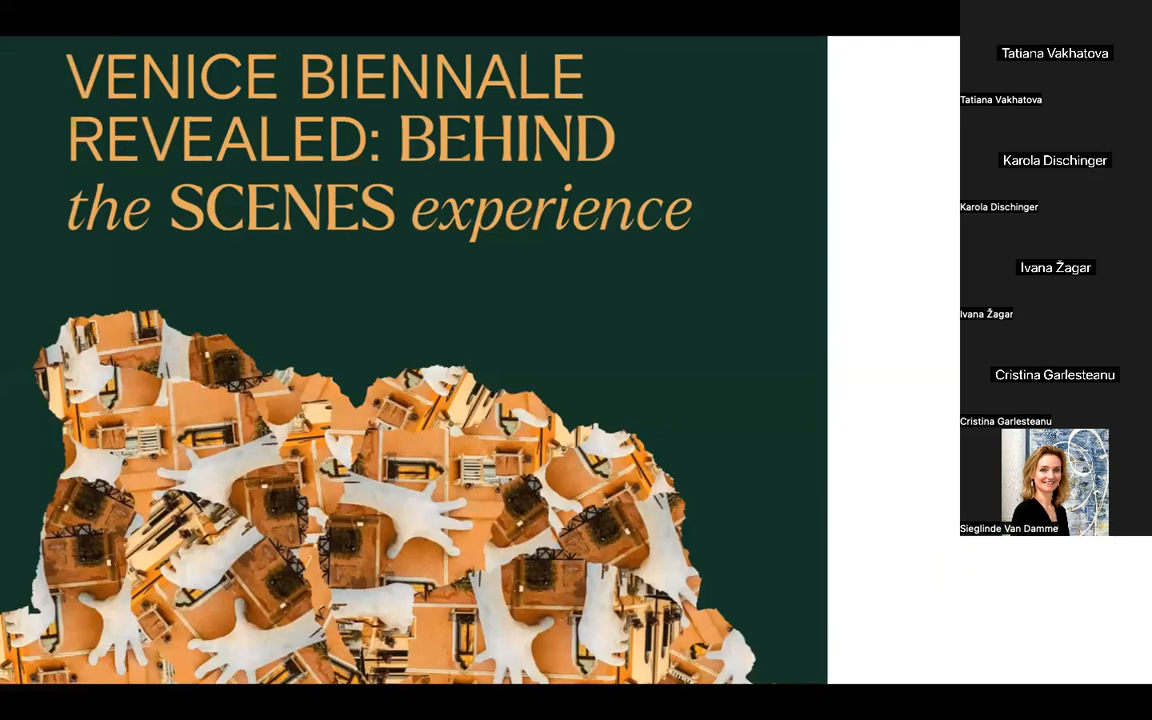 VENICE BIENNALE
REVEALED: BEHIND
the SCENES experience
Tatiana Vakhatova
Tatiana Vakhatova
Karola Dischinger
Karola Dischinger
Ivana Žagar
Ivana Žagar
Cristina Garlesteanu
Cristina Garlesteanu
Sieglinde Van Damme